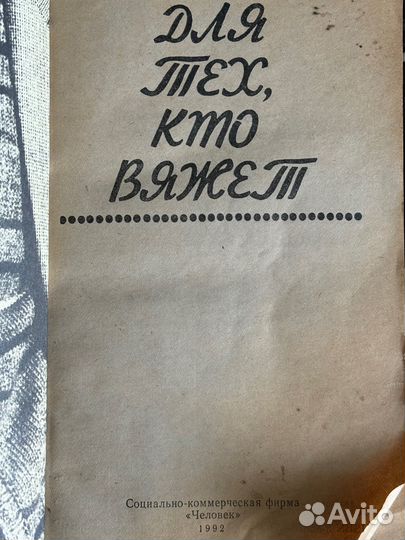 ДЛЯ
ТЕХ,
КТО
ВЯЖЕТ
Социально-коммерческая фирма
«Человек»
1992
Avito